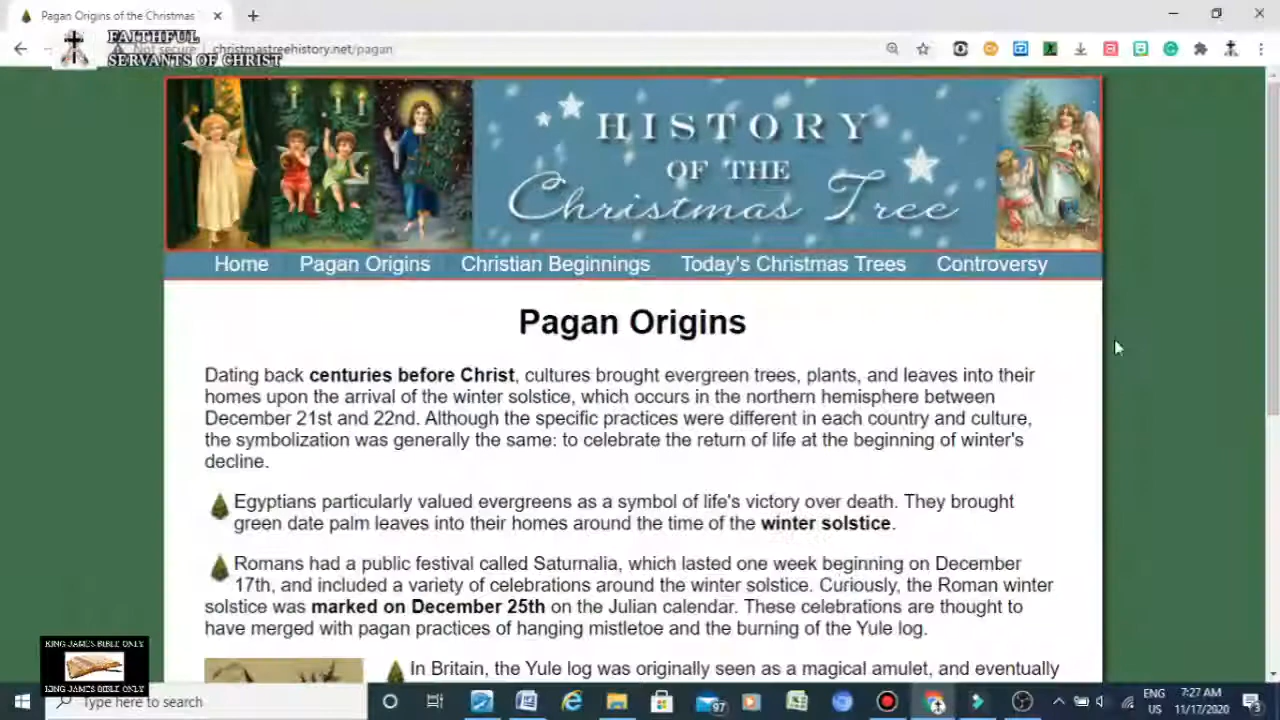 Pagan Origins of the Christmas
FAITHFUL
SERVANTS OF CHRIST
Not secure christmastreehistory.net/pagan
HISTORY
OF THE
Christmas Tree
Home Pagan Origins Christian Beginnings Today's Christmas Trees Controversy
Pagan Origins
Dating back centuries before Christ, cultures brought evergreen trees, plants, and leaves into their
homes upon the arrival of the winter solstice, which occurs in the northern hemisphere between
December 21st and 22nd. Although the specific practices were different in each country and culture,
the symbolization was generally the same: to celebrate the return of life at the beginning of winter's
decline.
Egyptians particularly valued evergreens as a symbol of life's victory over death. They brought
green date palm leaves into their homes around the time of the winter solstice.
Romans had a public festival called Saturnalia, which lasted one week beginning on December
17th, and included a variety of celebrations around the winter solstice. Curiously, the Roman winter
solstice was marked on December 25th on the Julian calendar. These celebrations are thought to
have merged with pagan practices of hanging mistletoe and the burning of the Yule log.
In Britain, the Yule log was originally seen as a magical amulet, and eventually
KING JAMES BIBLE ONLY
KING JAMES BIBLE ONLY
Type here to search
97
ENG
US
7:27 AM
11/17/2020
3